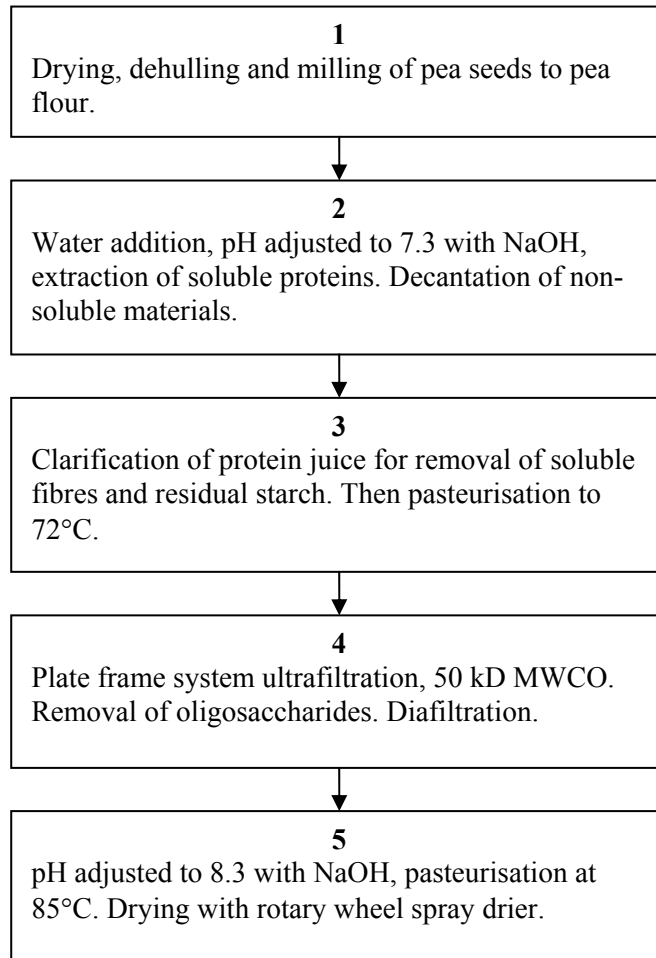 1
Drying, dehulling and milling of pea seeds to pea
flour.
2
Water addition, pH adjusted to 7.3 with NaOH,
extraction of soluble proteins. Decantation of non-
soluble materials.
3
Clarification of protein juice for removal of soluble
fibres and residual starch. Then pasteurisation to
72°C.
4
Plate frame system ultrafiltration, 50 kD MWCO.
Removal of oligosaccharides. Diafiltration.
5
pH adjusted to 8.3 with NaOH, pasteurisation at
85°C. Drying with rotary wheel spray drier.